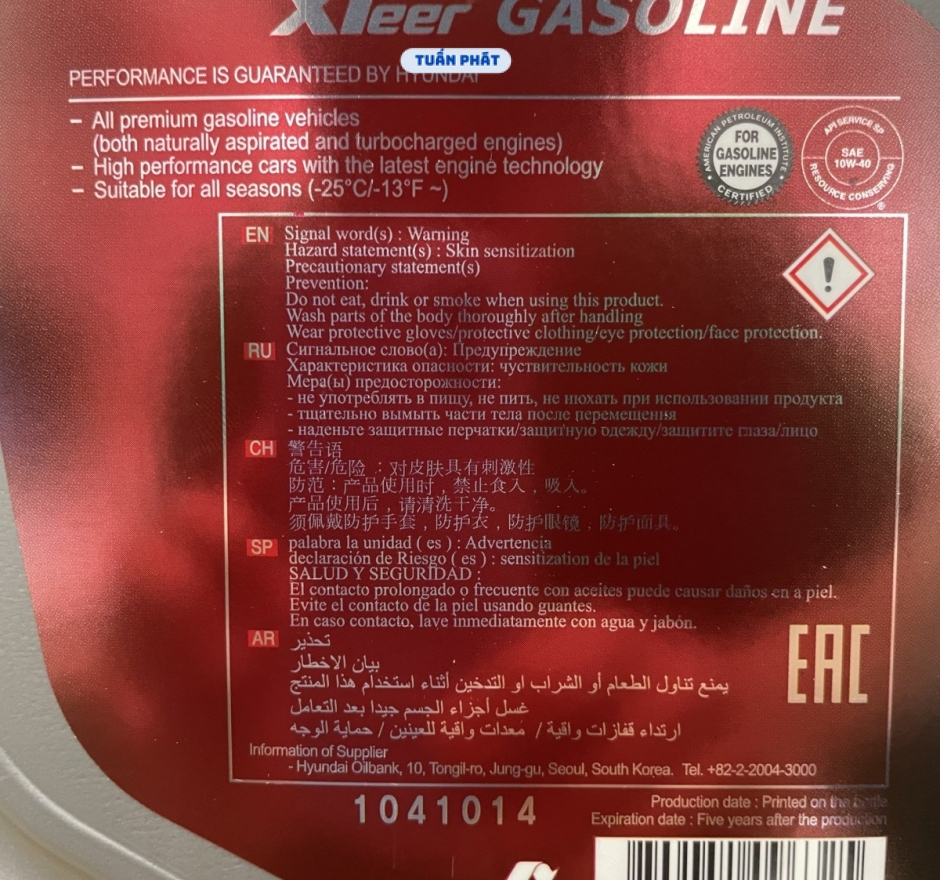 XTeer GASOLINE
TUẤN PHÁT
PERFORMANCE IS GUARANTEED BY HYUNDAI
– All premium gasoline vehicles
(both naturally aspirated and turbocharged engines)
– High performance cars with the latest engine technology
– Suitable for all seasons (-25°C/-13°F ~)
AMERICAN PETROLEUM INSTITUTE
FOR
GASOLINE
ENGINES
CERTIFIED
API SERVICE SP
SAE
10W-40
RESOURCE CONSERVING
®
EN Signal word(s) : Warning
Hazard statement(s) : Skin sensitization
Precautionary statement(s)
Prevention:
Do not eat, drink or smoke when using this product.
Wash parts of the body thoroughly after handling
Wear protective gloves/protective clothing/eye protection/face protection.
RU Сигнальное слово(а): Предупреждение
Характеристика опасности: чуствительность кожи
Мера(ы) предосторожности:
- не употреблять в пищу, не пить, не нюхать при использовании продукта
- тщательно вымыть части тела после перемещения
- наденьте защитные перчатки/защитную одежду/защитите глаза/лицо
CH 警告语
危害/危险 : 对皮肤具有刺激性
防范 : 产品使用时 , 禁止食入 , 吸入。
产品使用后 , 请清洗干净。
须佩戴防护手套 , 防护衣 , 防护眼镜 , 防护面具。
SP palabra la unidad ( es ) : Advertencia
declaración de Riesgo ( es ) : sensitization de la piel
SALUD Y SEGURIDAD :
El contacto prolongado o frecuente con aceites puede causar daños en a piel.
Evite el contacto de la piel usando guantes.
En caso contacto, lave inmediatamente con agua y jabón.
AR تحذير
بيان الاخطار
يمنع تناول الطعام أو الشراب او التدخين أثناء استخدام هذا المنتج
غسل أجزاء الجسم جيدا بعد التعامل
ارتداء قفازات واقية / معدات واقية للعينين / حماية الوجه
EAC
Information of Supplier
- Hyundai Oilbank, 10, Tongil-ro, Jung-gu, Seoul, South Korea. Tel. +82-2-2004-3000
1041014
Production date : Printed on the bottle
Expiration date : Five years after the production